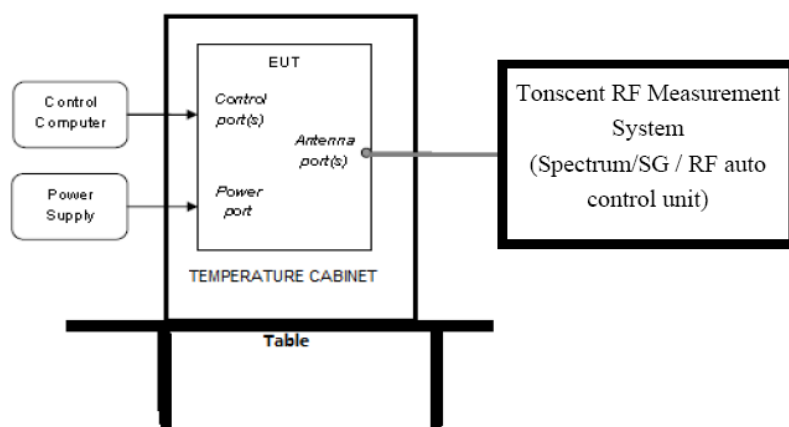 EUT
Control
Computer
Control
port(s)
Antenna
port(s)
Power
Supply
Power
port
TEMPERATURE CABINET
Table
Tonscent RF Measurement
System
(Spectrum/SG / RF auto
control unit)